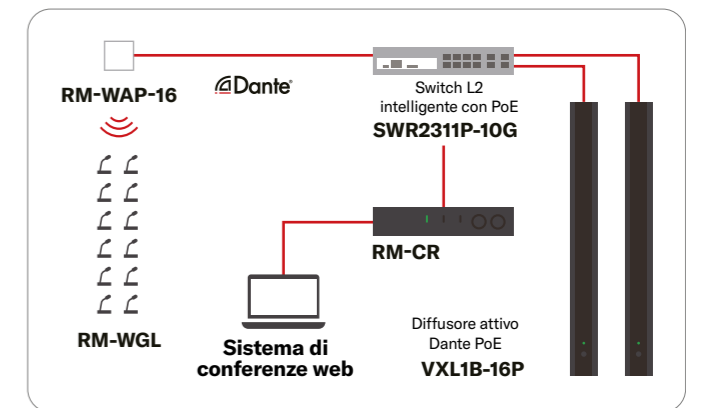 RM-WAP-16
Dante
Switch L2
intelligente con PoE
SWR2311P-10G
RM-CR
RM-WGL
Sistema di
conferenze web
Diffusore attivo
Dante PoE
VXL1B-16P